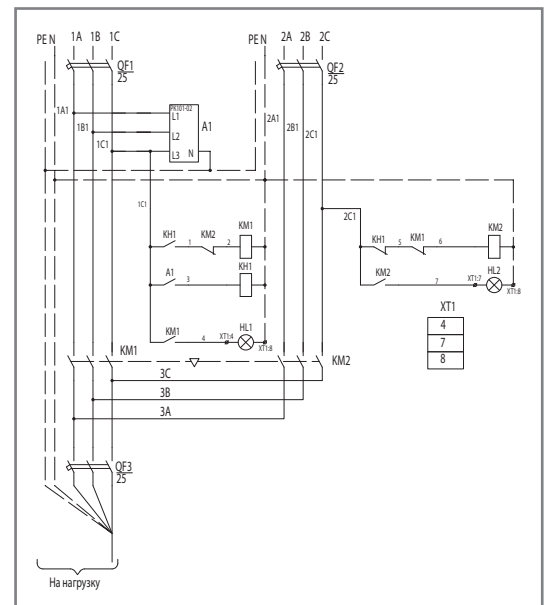 PE N 1A 1B 1C
PE N 2A 2B 2C
QF1
25
QF2
25
1A1
PK101-02
L1
A1
2A1
1B1
L2
2B1
1C1
L3 N
2C1
1C1
2C1
KH1 KM2 KM1
1 2
KH1 KM1 KM2
5 6
A1 KH1
3
KM2 HL2
7 XT1:7 XT1:8
KM1 HL1
4 XT1:4 XT1:8
XT1
4
7
8
KM1
KM2
3C
3B
3A
QF3
25
На нагрузку